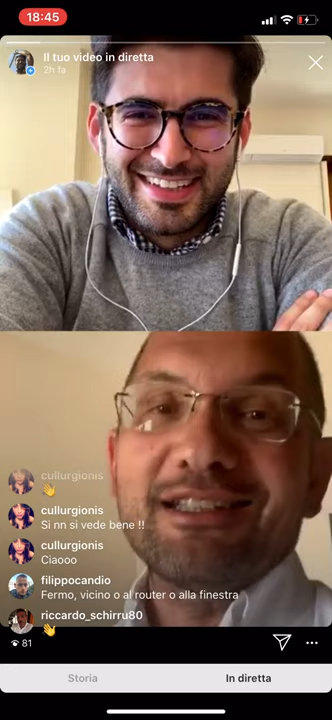 18:45
Il tuo video in diretta
2h fa
cullurgionis
👋
cullurgionis
Si nn si vede bene !!
cullurgionis
Ciaooo
filippocandio
Fermo, vicino o al router o alla finestra
riccardo_schirru80
👋
81
Storia
In diretta